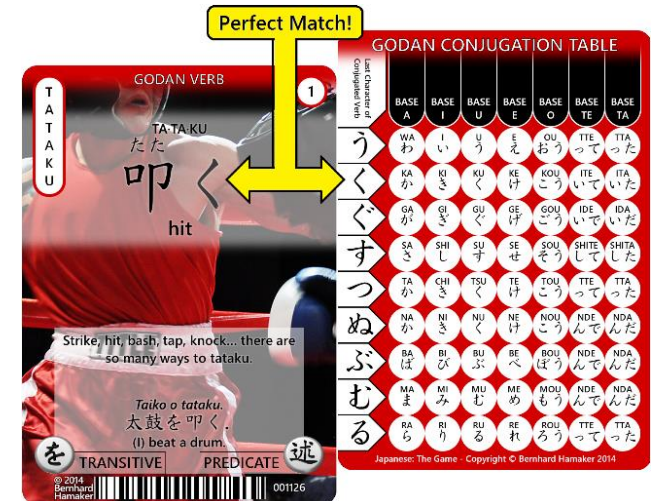 Perfect Match!
GODAN VERB
1
TATAKU
TA·TA·KU
たた
叩く
hit
Strike, hit, bash, tap, knock... there are
so many ways to tataku.
Taiko o tataku.
太鼓を叩く.
(I) beat a drum.
を TRANSITIVE PREDICATE 述
© 2014
Bernhard
Hamaker
001126
GODAN CONJUGATION TABLE
Last Character of
Conjugated Verb
BASE A BASE I BASE U BASE E BASE O BASE TE BASE TA
WA I U E OU TTE TTA
う わ い う え おう って った
KA KI KU KE KOU ITE ITA
く か き く け こう いて いた
GA GI GU GE GOU IDE IDA
ぐ が ぎ ぐ げ ごう いで いだ
SA SHI SU SE SOU SHITE SHITA
す さ し す せ そう して した
TA CHI TSU TE TOU TTE TTA
つ か き く け こう って った
NA NI NU NE NOU NDE NDA
ぬ か き く け こう んで んだ
BA BI BU BE BOU NDE NDA
ぶ ば び ぶ べ ぼう んで んだ
MA MI MU ME MOU NDE NDA
む ま み む め もう んで んだ
RA RI RU RE ROU TTE TTA
る ら り る れ ろう って った
Japanese: The Game - Copyright © Bernhard Hamaker 2014